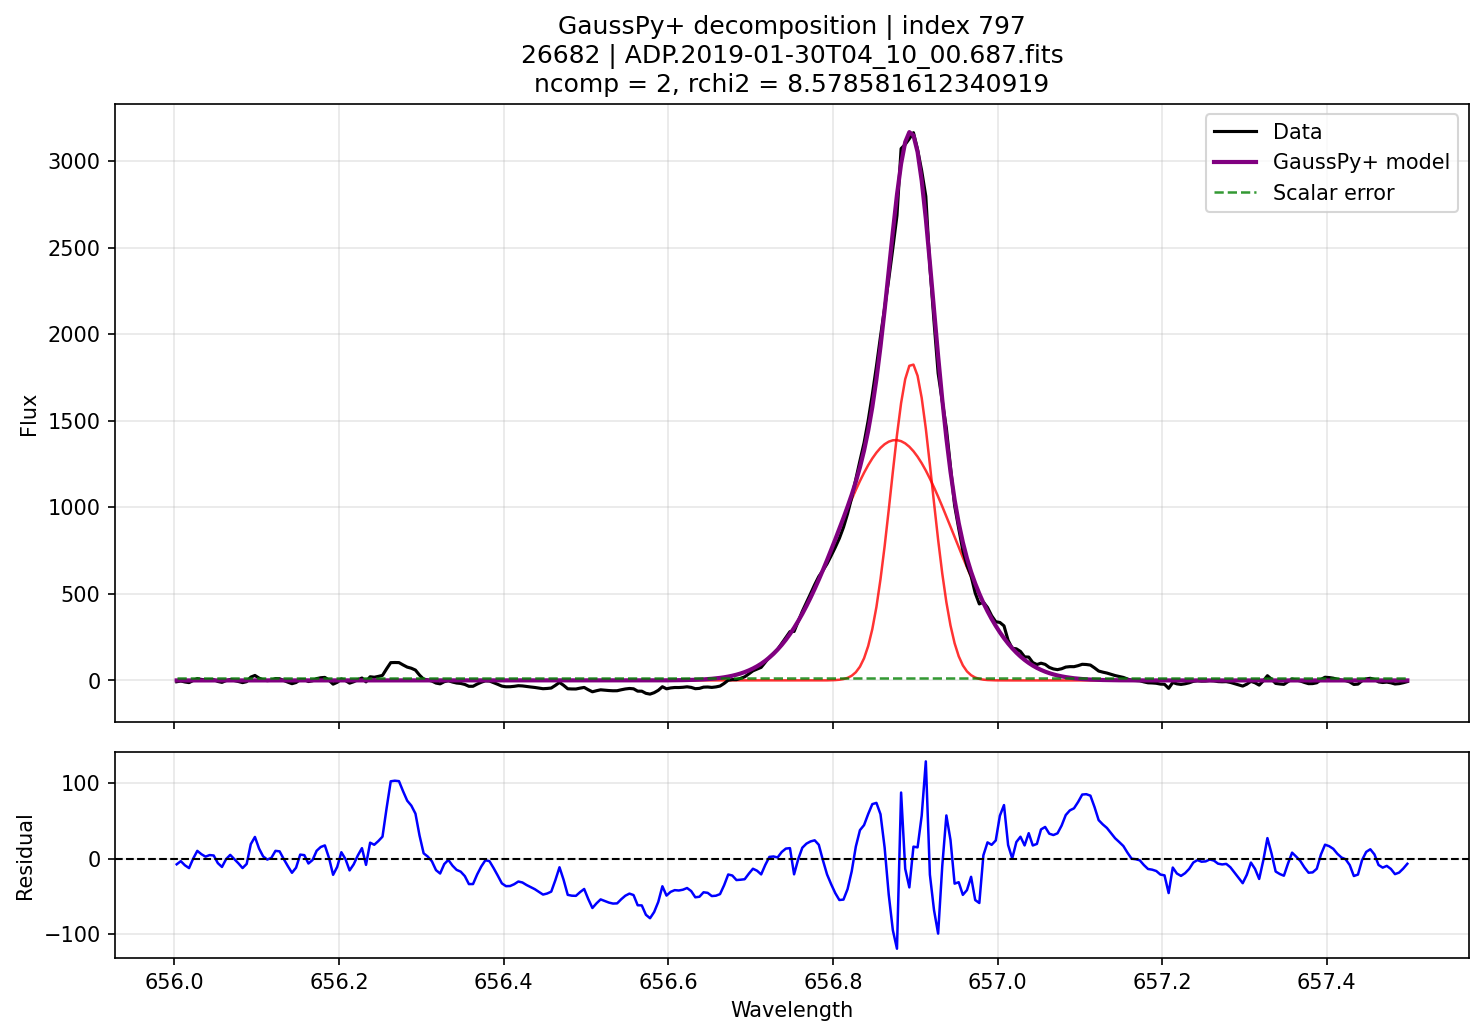 GaussPy+ decomposition | index 797
26682 | ADP.2019-01-30T04_10_00.687.fits
ncomp = 2, rchi2 = 8.578581612340919
Data
GaussPy+ model
Scalar error
3000
2500
2000
1500
1000
500
0
Flux
100
0
−100
Residual
656.0 656.2 656.4 656.6 656.8 657.0 657.2 657.4
Wavelength